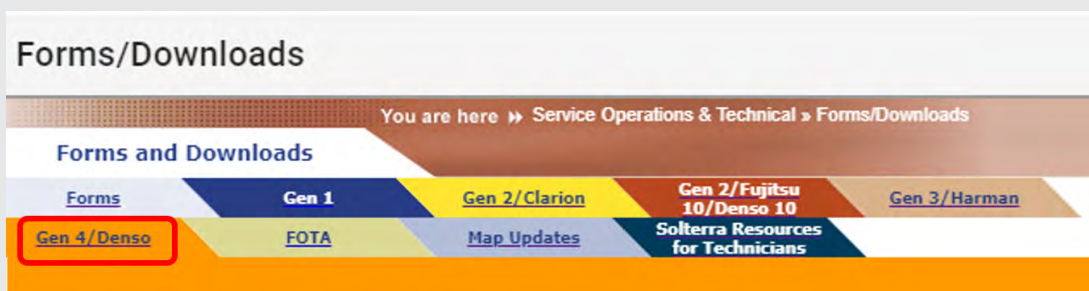 Forms/Downloads
You are here » Service Operations & Technical » Forms/Downloads
Forms and Downloads
Forms
Gen 1
Gen 2/Clarion
Gen 2/Fujitsu
10/Denso 10
Gen 3/Harman
Gen 4/Denso
FOTA
Map Updates
Solterra Resources
for Technicians